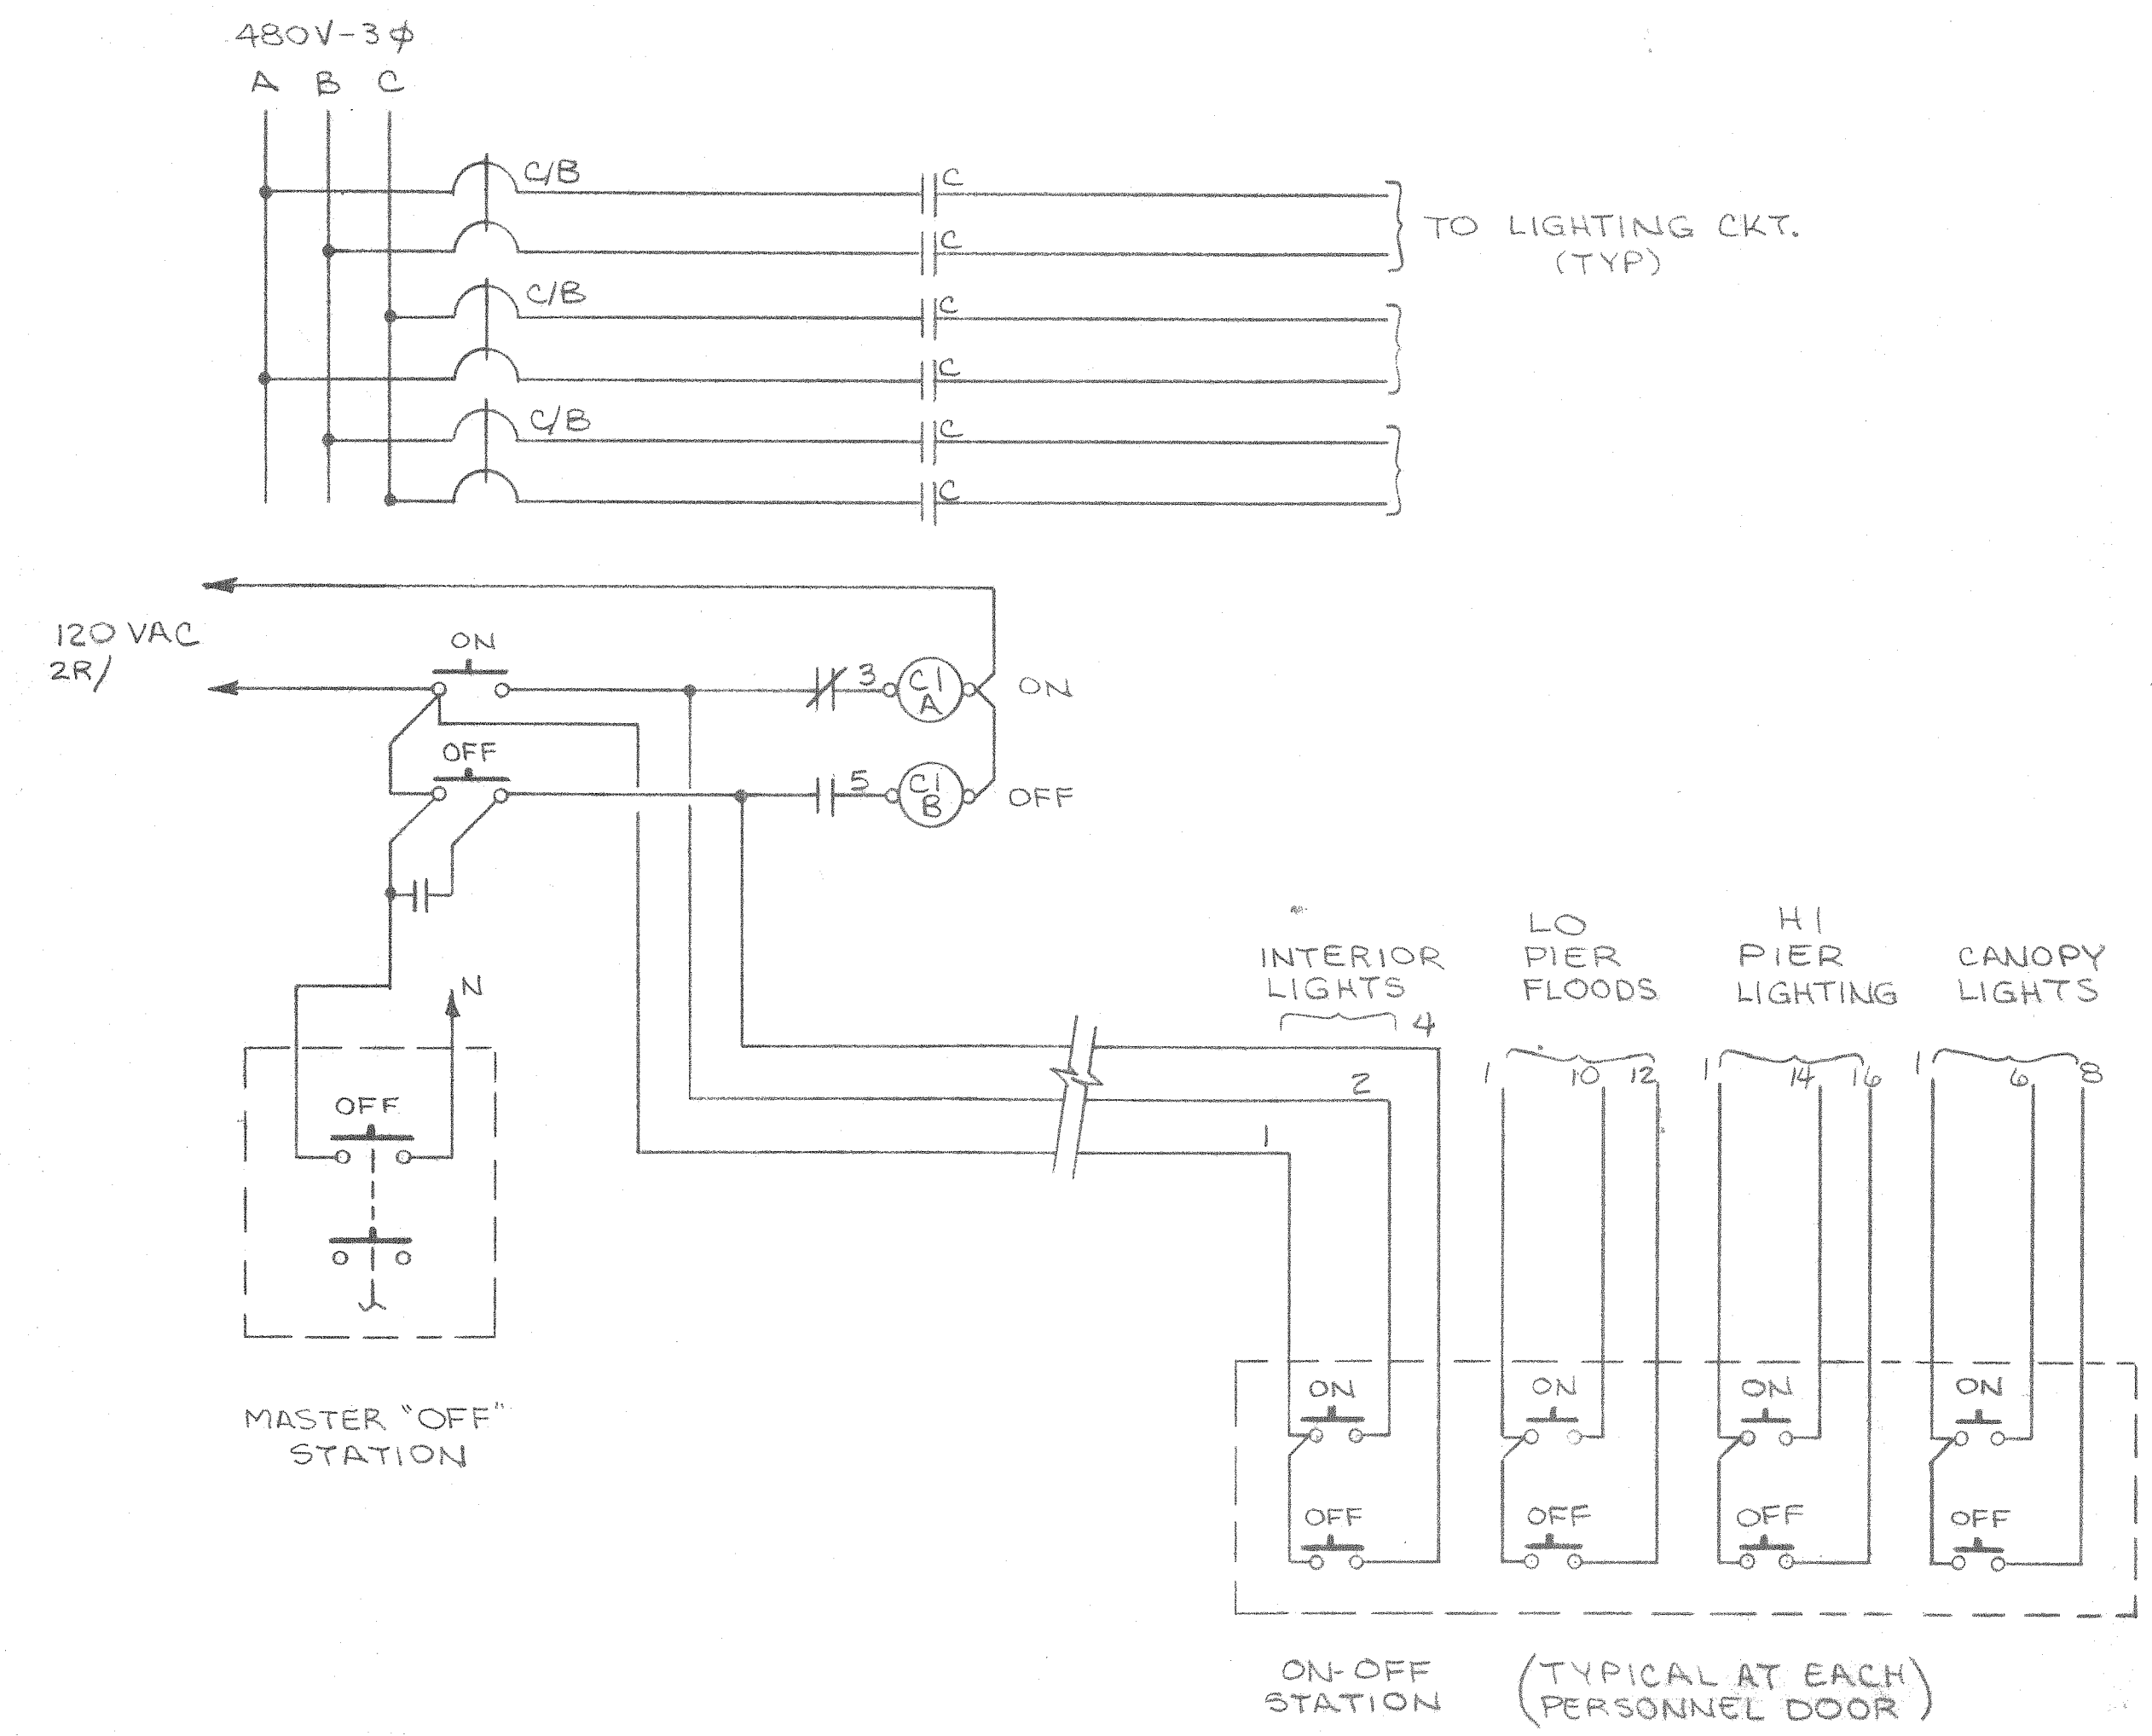 480V-3ϕ
A B C
C/B
C
TO LIGHTING CKT.
C
(TYP)
C/B
C
C
C/B
C
C
120 VAC
2R/
ON
3
C1
A
ON
OFF
5
C1
B
OFF
N
OFF
MASTER "OFF"
STATION
INTERIOR
LIGHTS
4
2
1
LO
PIER
FLOODS
1 10 12
HI
PIER
LIGHTING
1 14 16
CANOPY
LIGHTS
1 6 8
ON ON ON ON
OFF OFF OFF OFF
ON-OFF
STATION
(TYPICAL AT EACH
PERSONNEL DOOR)